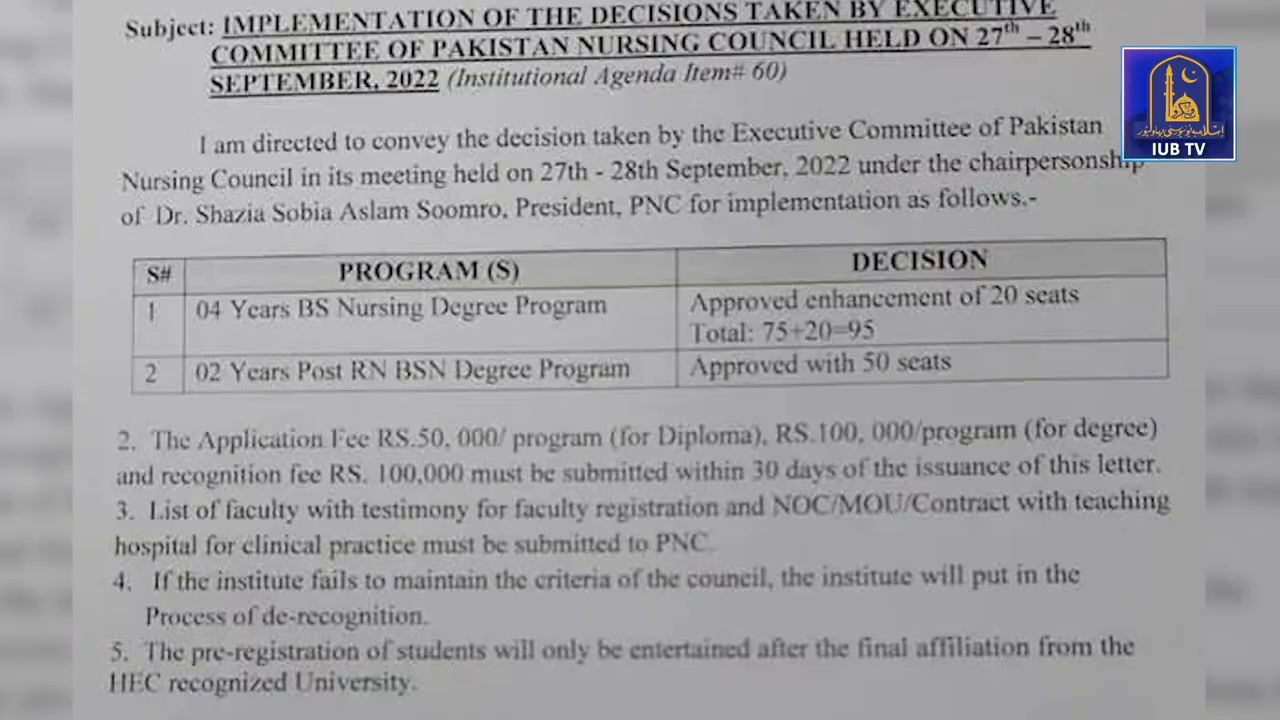 Subject: IMPLEMENTATION OF THE DECISIONS TAKEN BY EXECUTIVE
COMMITTEE OF PAKISTAN NURSING COUNCIL HELD ON 27th – 28th
SEPTEMBER, 2022 (Institutional Agenda Item# 60)
IUB TV
I am directed to convey the decision taken by the Executive Committee of Pakistan
Nursing Council in its meeting held on 27th - 28th September, 2022 under the chairpersonship
of Dr. Shazia Sobia Aslam Soomro, President, PNC for implementation as follows.-
S# PROGRAM (S) DECISION
1 04 Years BS Nursing Degree Program Approved enhancement of 20 seats
Total: 75+20=95
2 02 Years Post RN BSN Degree Program Approved with 50 seats
2. The Application Fee RS.50, 000/ program (for Diploma), RS.100, 000/program (for degree)
and recognition fee RS. 100,000 must be submitted within 30 days of the issuance of this letter.
3. List of faculty with testimony for faculty registration and NOC/MOU/Contract with teaching
hospital for clinical practice must be submitted to PNC.
4. If the institute fails to maintain the criteria of the council, the institute will put in the
Process of de-recognition.
5. The pre-registration of students will only be entertained after the final affiliation from the
HEC recognized University.